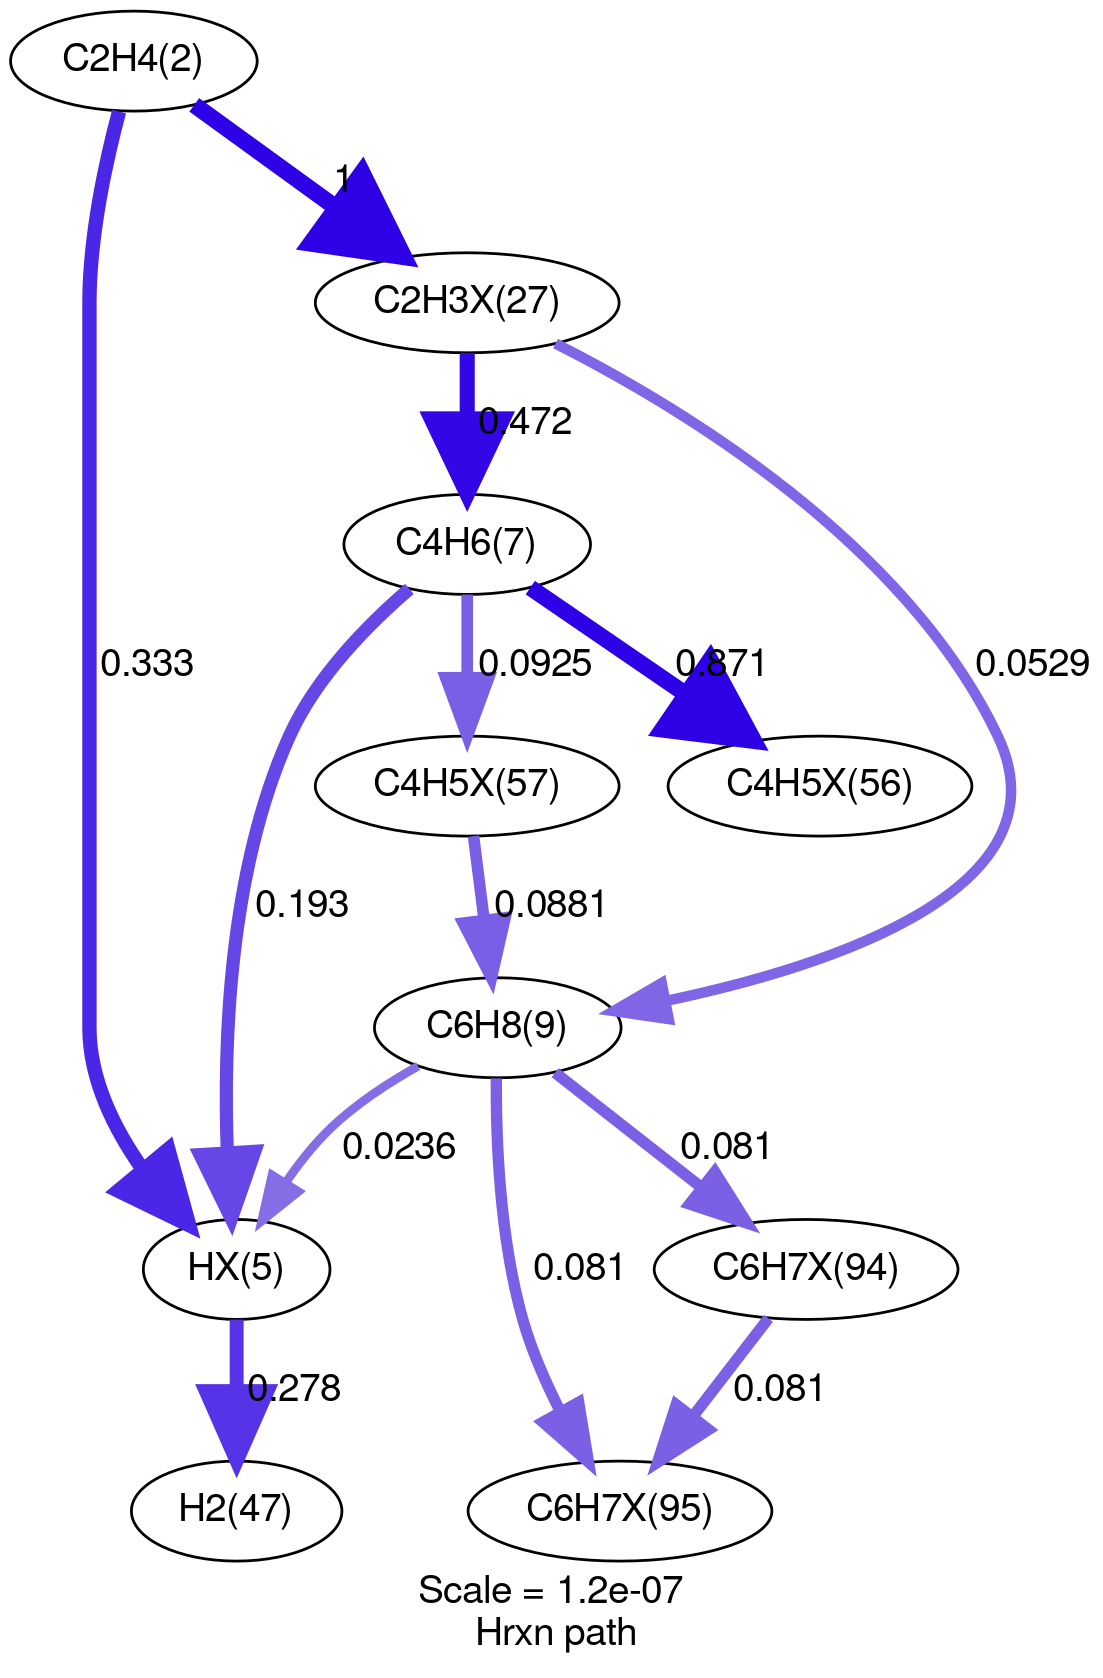 C2H4(2)
1
C2H3X(27)
0.472
C4H6(7)
0.333
0.0925
0.871
0.0529
C4H5X(57)
C4H5X(56)
0.193
0.0881
C6H8(9)
0.0236
0.081
HX(5)
0.081
C6H7X(94)
0.278
0.081
H2(47)
C6H7X(95)
Scale = 1.2e-07
Hrxn path